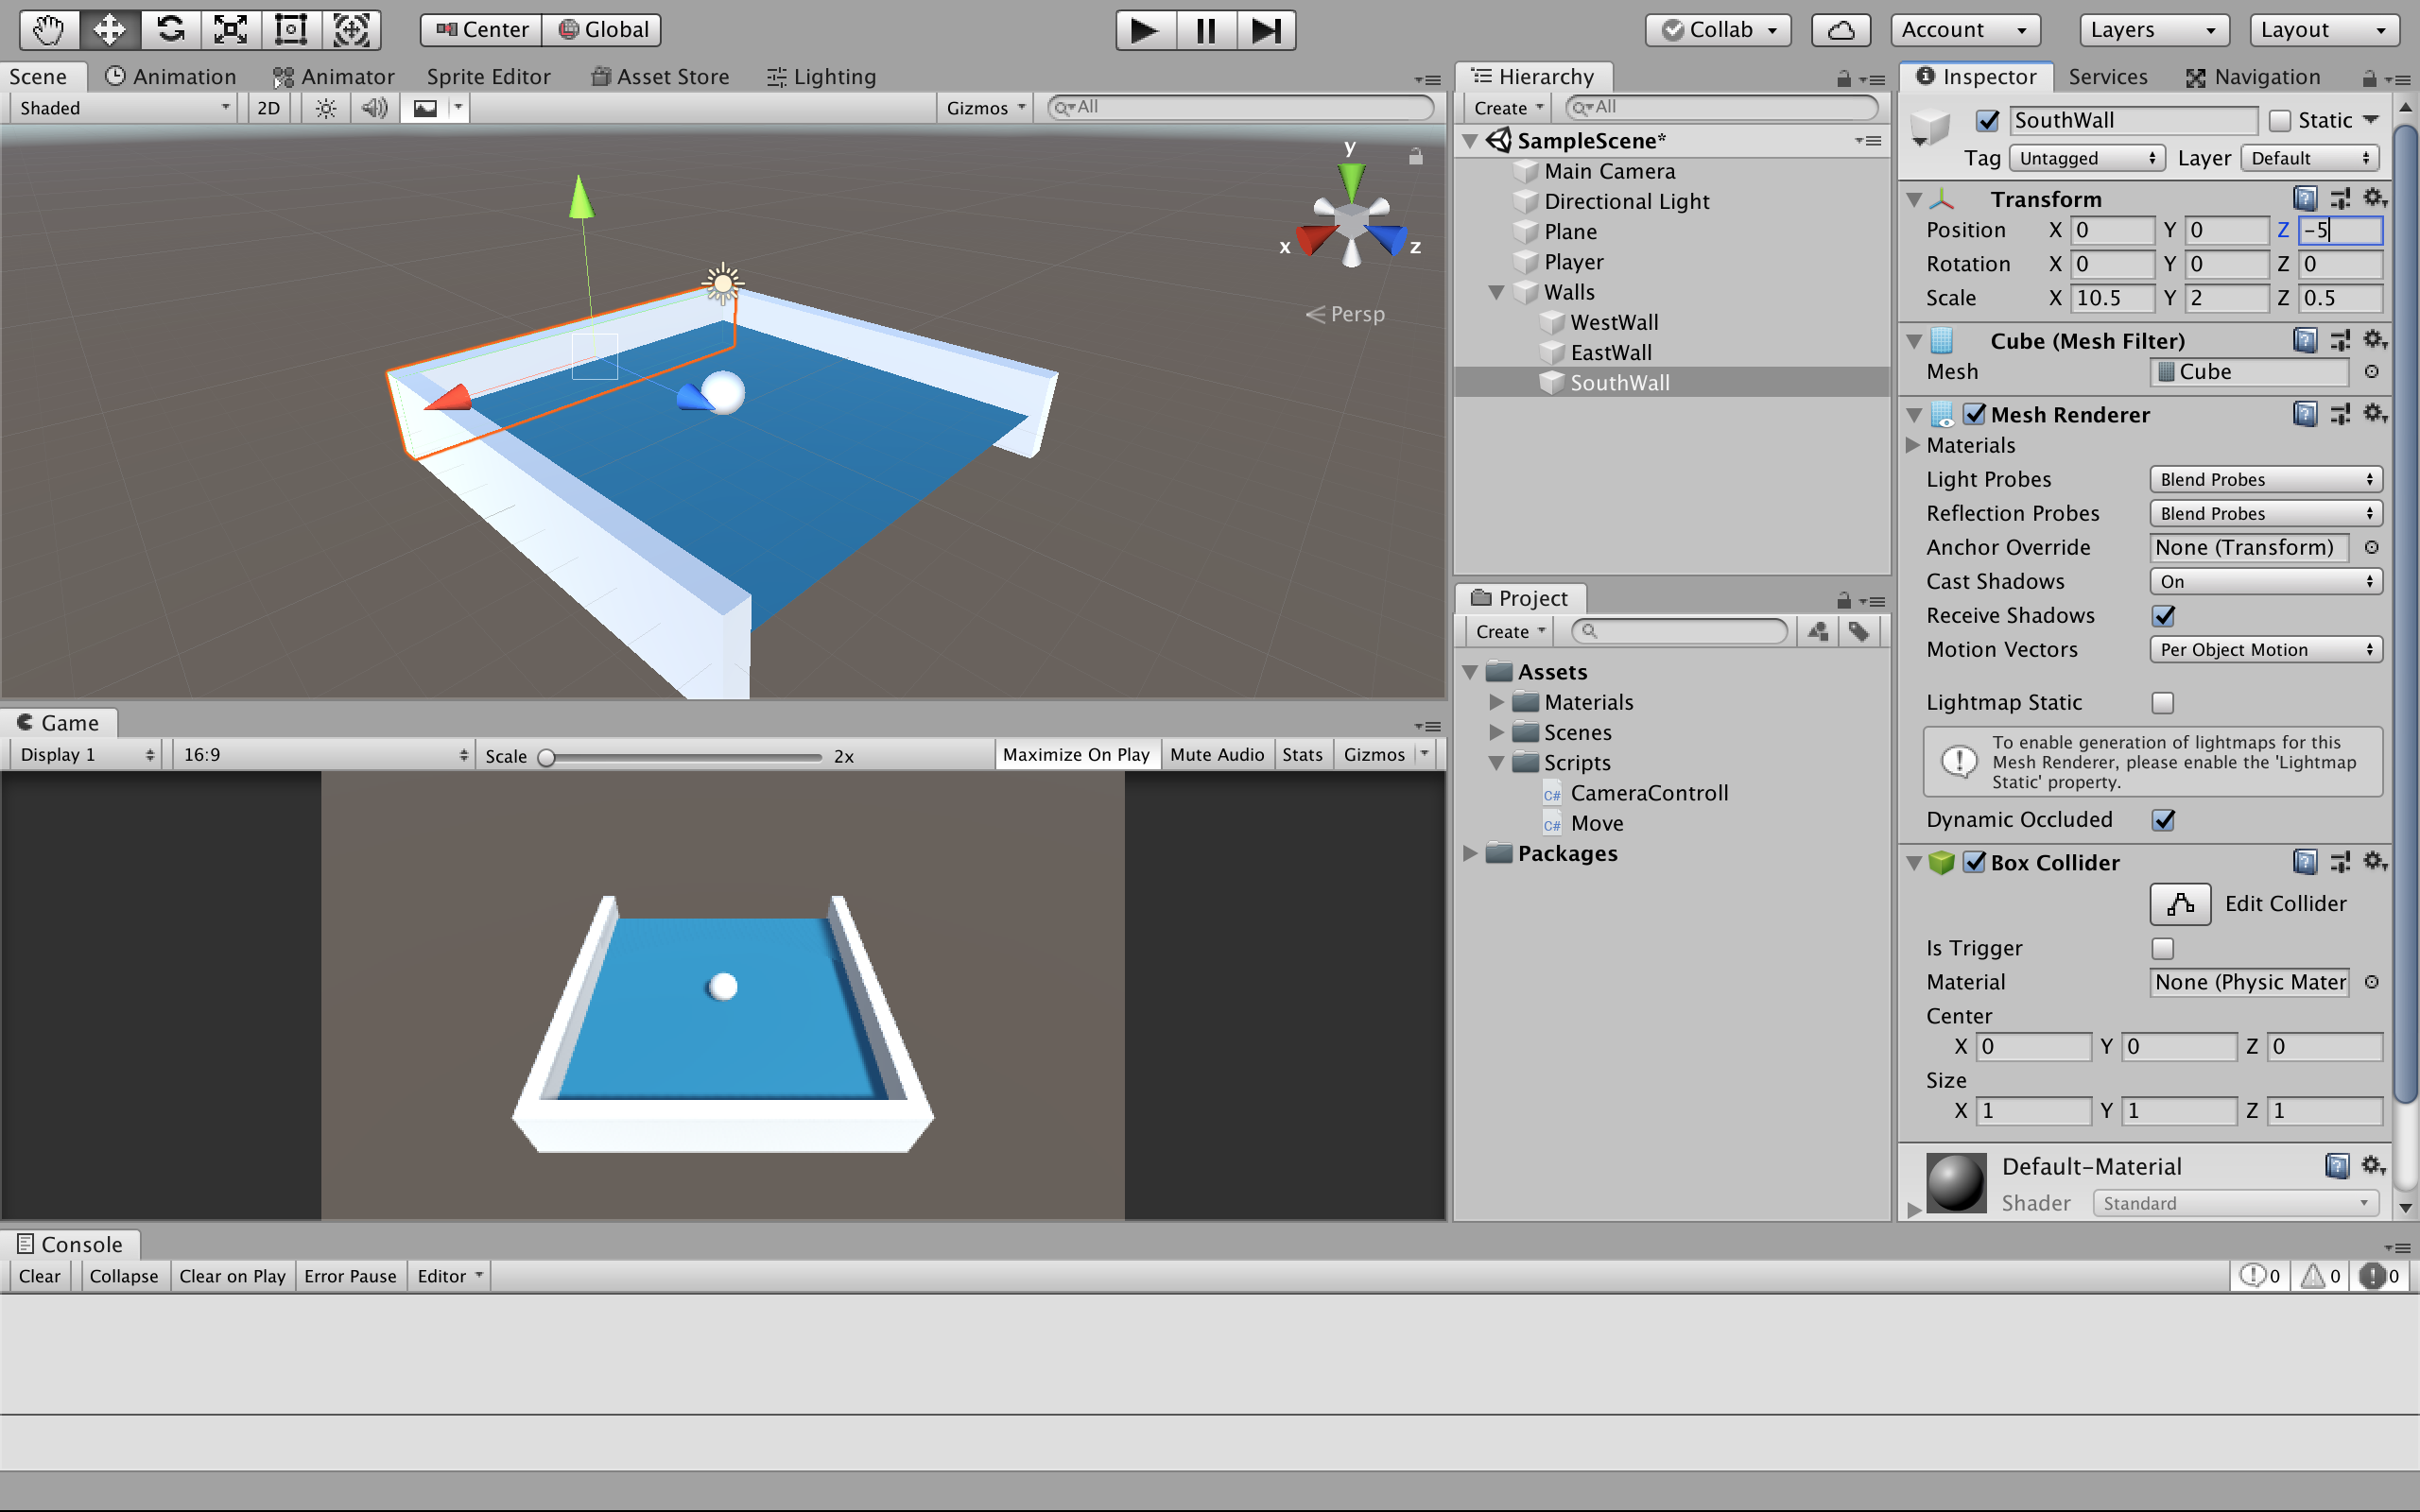 Center Global Collab Account Layers Layout
Scene Animation Animator Sprite Editor Asset Store Lighting
Shaded 2D Gizmos All
y
x z
Persp
Game
Display 1 16:9 Scale 2x Maximize On Play Mute Audio Stats Gizmos
Hierarchy
Create All
SampleScene*
Main Camera
Directional Light
Plane
Player
Walls
WestWall
EastWall
SouthWall
Project
Create
Assets
Materials
Scenes
Scripts
C# CameraControll
C# Move
Packages
Inspector Services Navigation
SouthWall Static
Tag Untagged Layer Default
Transform
Position X 0 Y 0 Z -5
Rotation X 0 Y 0 Z 0
Scale X 10.5 Y 2 Z 0.5
Cube (Mesh Filter)
Mesh Cube
Mesh Renderer
Materials
Light Probes Blend Probes
Reflection Probes Blend Probes
Anchor Override None (Transform)
Cast Shadows On
Receive Shadows
Motion Vectors Per Object Motion
Lightmap Static
To enable generation of lightmaps for this
Mesh Renderer, please enable the 'Lightmap
Static' property.
Dynamic Occluded
Box Collider
Edit Collider
Is Trigger
Material None (Physic Mater
Center
X 0 Y 0 Z 0
Size
X 1 Y 1 Z 1
Default-Material
Shader Standard
Console
Clear Collapse Clear on Play Error Pause Editor 0 0 0